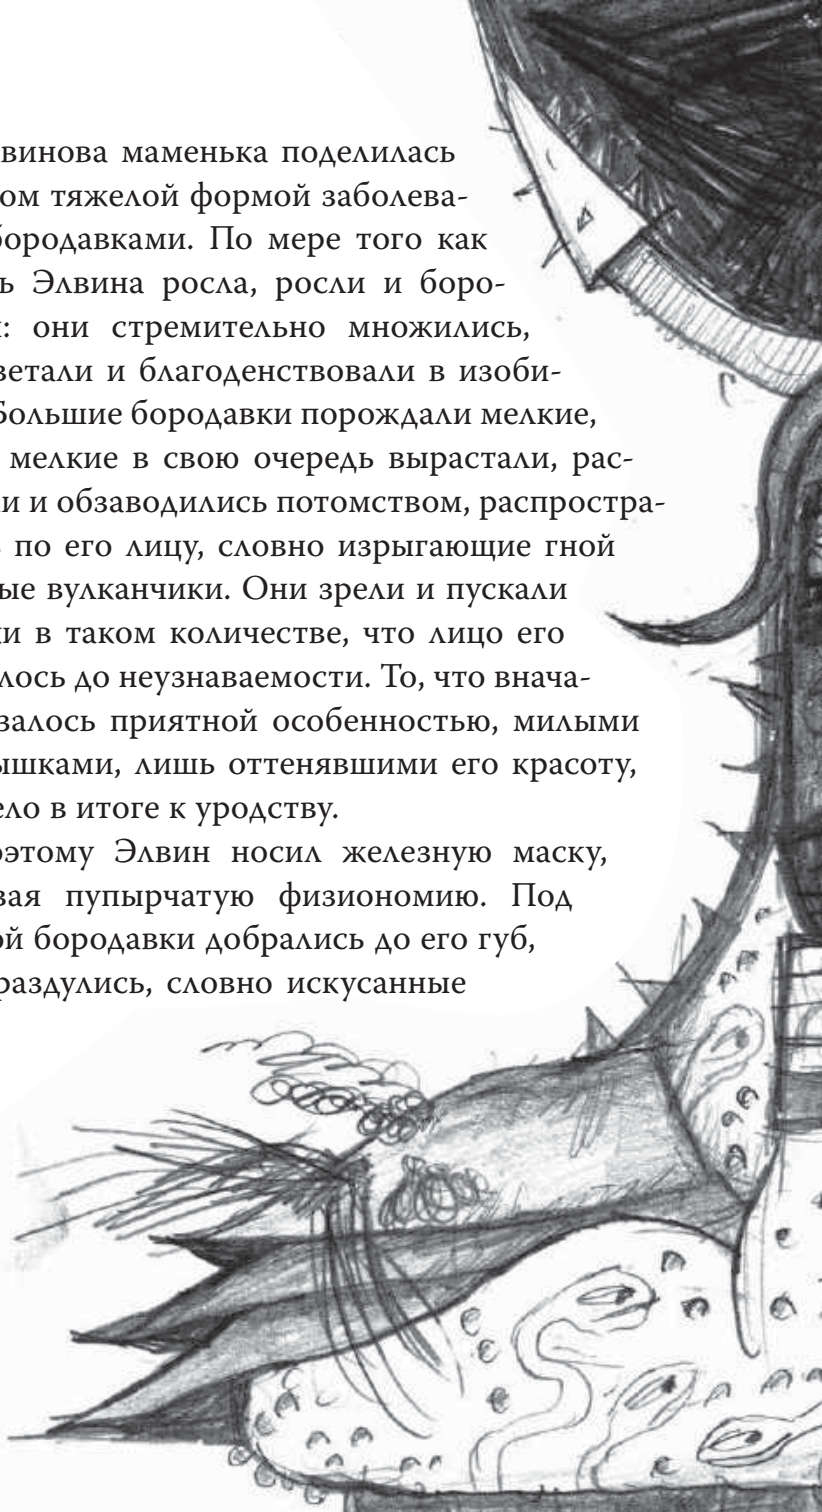 винова маменька поделилась
ом тяжелой формой заболева-
бородавками. По мере того как
ь Элвина росла, росли и боро-
: они стремительно множились,
ветали и благоденствовали в изоби-
Большие бородавки порождали мелкие,
мелкие в свою очередь вырастали, рас-
и и обзаводились потомством, распростра-
по его лицу, словно изрыгающие гной
ые вулканчики. Они зрели и пускали
и в таком количестве, что лицо его
лось до неузнаваемости. То, что внача-
залось приятной особенностью, милыми
ышками, лишь оттенявшими его красоту,
ело в итоге к уродству.
оэтому Элвин носил железную маску,
вая пупырчатую физиономию. Под
ой бородавки добрались до его губ,
раздулись, словно искусанные